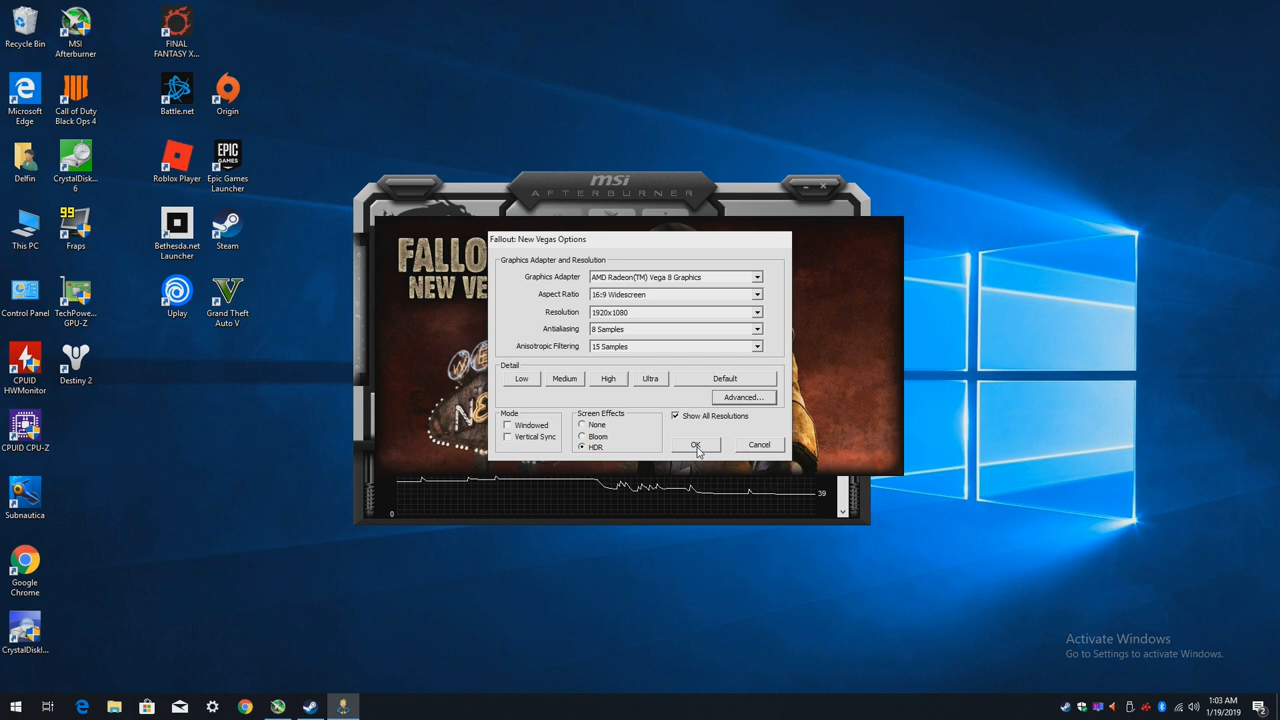 Recycle Bin
MSI
Afterburner
FINAL
FANTASY X...
Microsoft
Edge
Call of Duty
Black Ops 4
Battle.net
Origin
Delfin
CrystalDisk...
6
Roblox Player
EPIC
GAMES
Epic Games
Launcher
This PC
99
Fraps
Bethesda.net
Launcher
Steam
Control Panel
TechPowe...
GPU-Z
Uplay
Grand Theft
Auto V
CPUID
HWMonitor
Destiny 2
CPUID CPU-Z
Subnautica
Google
Chrome
CrystalDiskI...
msi
AFTERBURNER
FALLO
NEW VE
Fallout: New Vegas Options
Graphics Adapter and Resolution
Graphics Adapter
AMD Radeon(TM) Vega 8 Graphics
Aspect Ratio
16:9 Widescreen
Resolution
1920x1080
Antialiasing
8 Samples
Anisotropic Filtering
15 Samples
Detail
Low
Medium
High
Ultra
Default
Advanced...
Mode
Windowed
Vertical Sync
Screen Effects
None
Bloom
HDR
Show All Resolutions
OK
Cancel
39
0
Activate Windows
Go to Settings to activate Windows.
1:03 AM
1/19/2019
2